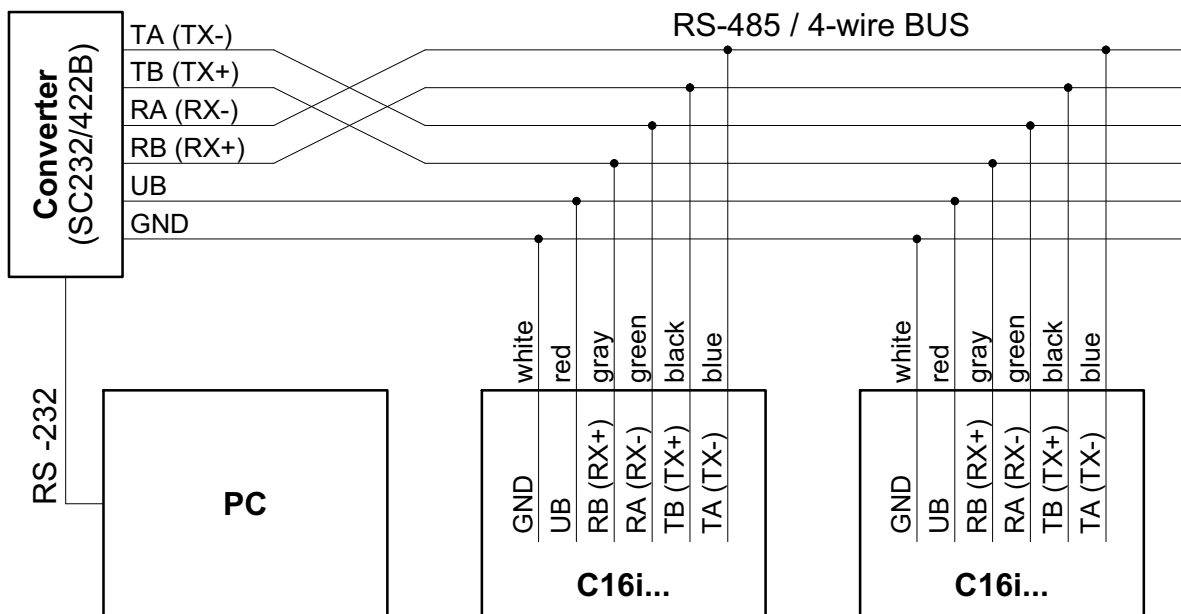 RS-485 / 4-wire BUS
Converter
(SC232/422B)
TA (TX-)
TB (TX+)
RA (RX-)
RB (RX+)
UB
GND
RS -232
PC
white
red
gray
green
black
blue
GND
UB
RB (RX+)
RA (RX-)
TB (TX+)
TA (TX-)
C16i...
white
red
gray
green
black
blue
GND
UB
RB (RX+)
RA (RX-)
TB (TX+)
TA (TX-)
C16i...